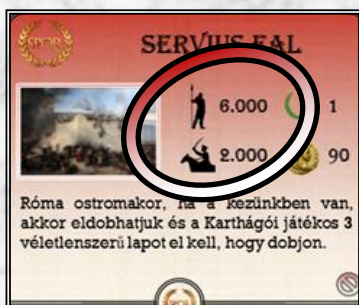 SPQR
SERVIUS FAL
6.000 1
2.000 90
Róma ostromakor, ha a kezünkben van,
akkor eldobhatjuk és a Karthágói játékos 3
véletlenszerű lapot el kell, hogy dobjon.